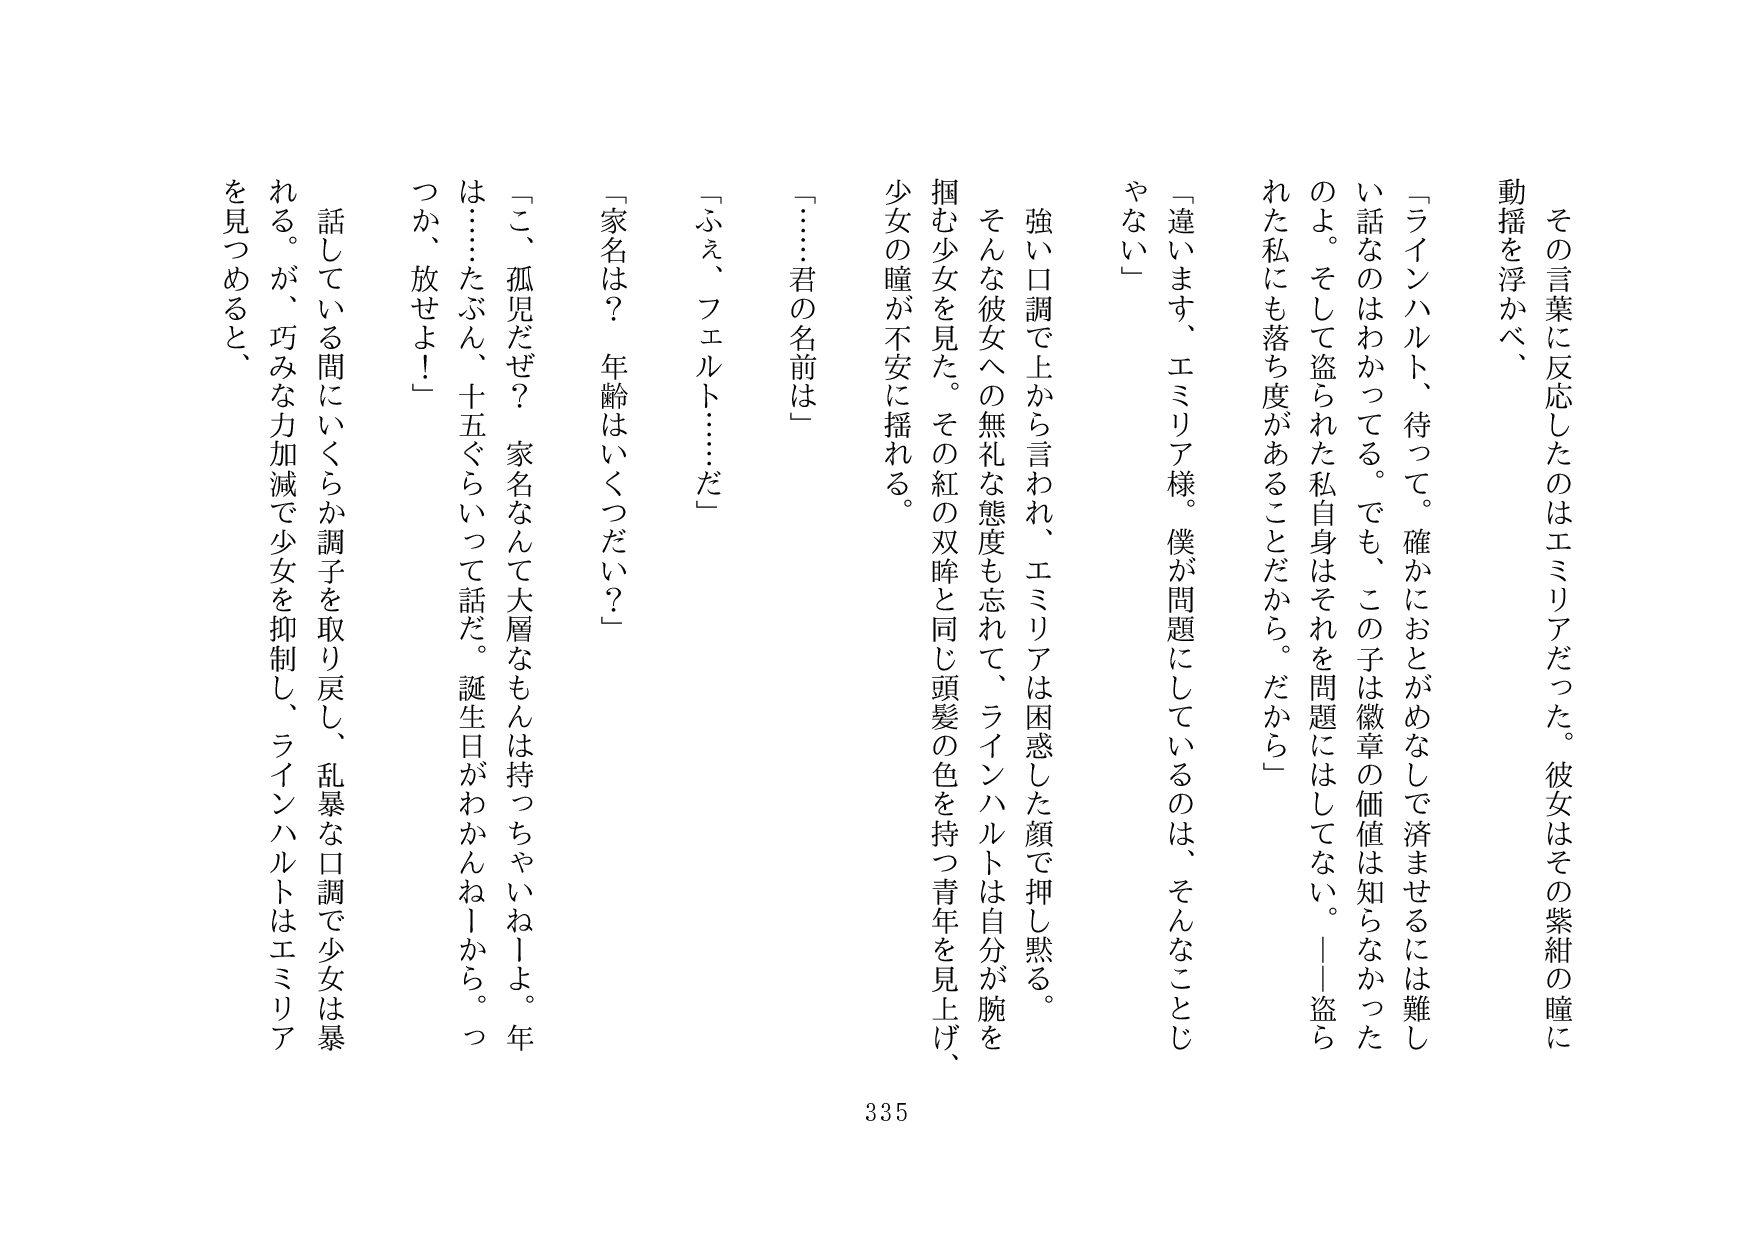 その言葉に反応したのはエミリアだった。彼女はその紫紺の瞳に
動揺を浮かべ、
「ラインハルト、待って。確かにおとがめなしで済ませるには難し
い話なのはわかってる。でも、この子は徽章の価値は知らなかった
のよ。そして盗られた私自身はそれを問題にはしてない。――盗ら
れた私にも落ち度があることだから。だから」
「違います、エミリア様。僕が問題にしているのは、そんなことじ
ゃない」
　強い口調で上から言われ、エミリアは困惑した顔で押し黙る。
　そんな彼女への無礼な態度も忘れて、ラインハルトは自分が腕を
掴む少女を見た。その紅の双眸と同じ頭髪の色を持つ青年を見上げ、
少女の瞳が不安に揺れる。
「……君の名前は」
「ふぇ、フェルト……だ」
「家名は？　年齢はいくつだい？」
「こ、孤児だぜ？　家名なんて大層なもんは持っちゃいねーよ。年
は……たぶん、十五ぐらいって話だ。誕生日がわかんねーから。っ
つか、放せよ！」
　話している間にいくらか調子を取り戻し、乱暴な口調で少女は暴
れる。が、巧みな力加減で少女を抑制し、ラインハルトはエミリア
を見つめると、
335